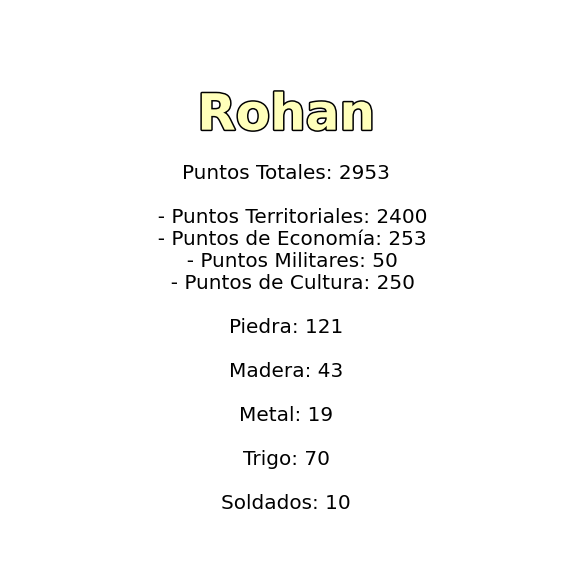 Rohan
Puntos Totales: 2953
- Puntos Territoriales: 2400
- Puntos de Economía: 253
- Puntos Militares: 50
- Puntos de Cultura: 250
Piedra: 121
Madera: 43
Metal: 19
Trigo: 70
Soldados: 10